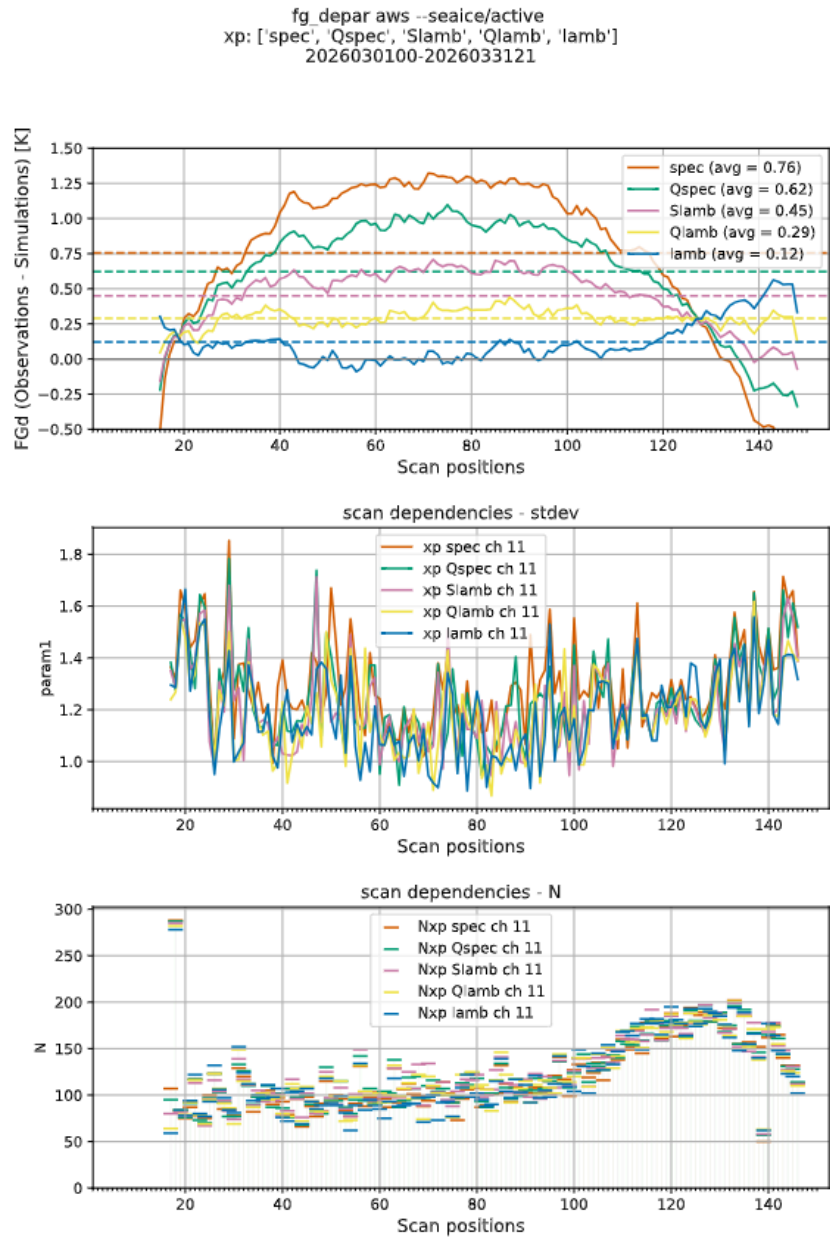 fg_depar aws --seaice/active
xp: ['spec', 'Qspec', 'Slamb', 'Qlamb', 'lamb']
2026030100-2026033121
FGd (Observations - Simulations) [K]
1.50
1.25
1.00
0.75
0.50
0.25
0.00
−0.25
−0.50
spec (avg = 0.76)
Qspec (avg = 0.62)
Slamb (avg = 0.45)
Qlamb (avg = 0.29)
lamb (avg = 0.12)
20 40 60 80 100 120 140
Scan positions
scan dependencies - stdev
param1
1.8
1.6
1.4
1.2
1.0
xp spec ch 11
xp Qspec ch 11
xp Slamb ch 11
xp Qlamb ch 11
xp lamb ch 11
20 40 60 80 100 120 140
Scan positions
scan dependencies - N
N
300
250
200
150
100
50
0
Nxp spec ch 11
Nxp Qspec ch 11
Nxp Slamb ch 11
Nxp Qlamb ch 11
Nxp lamb ch 11
20 40 60 80 100 120 140
Scan positions